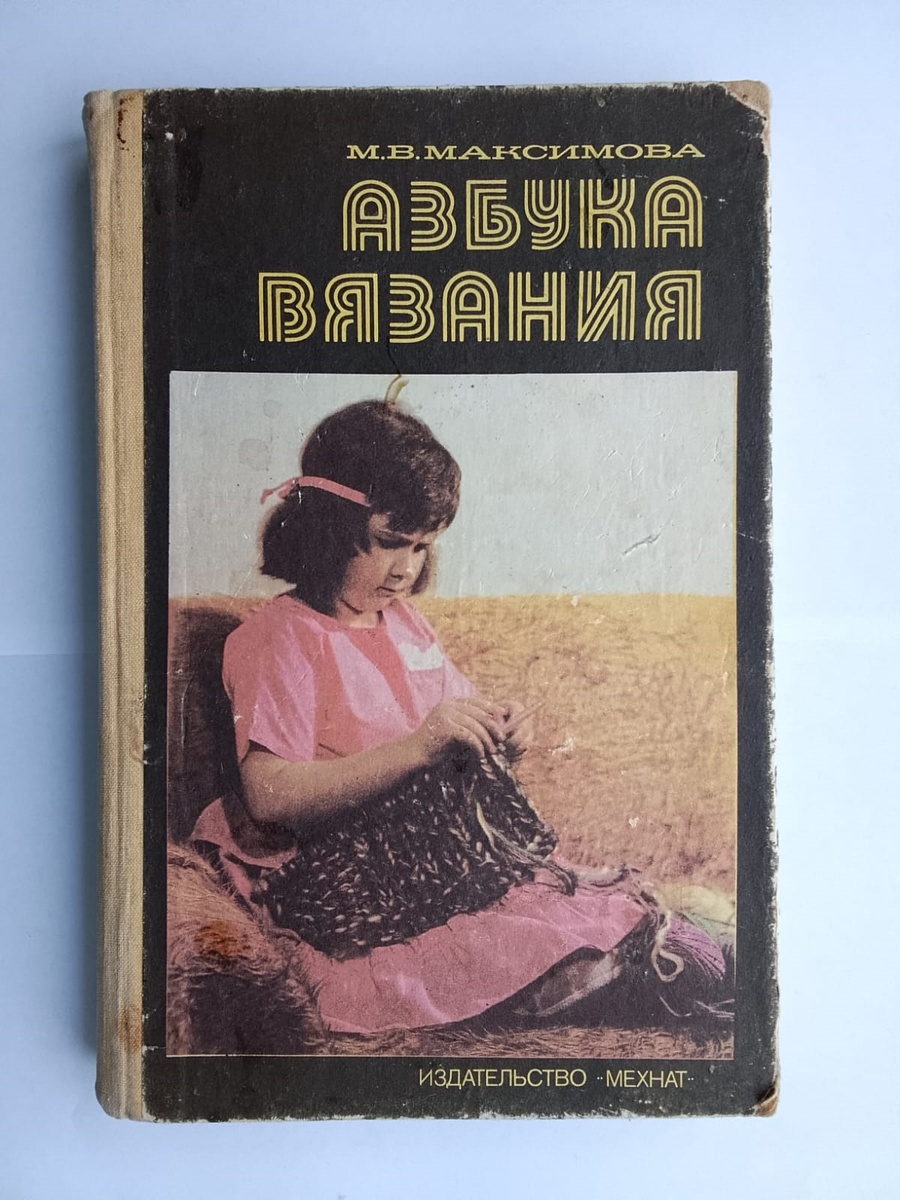 М.В.МАКСИМОВА
АЗБУКА
ВЯЗАНИЯ
ИЗДАТЕЛЬСТВО "МЕХНАТ"